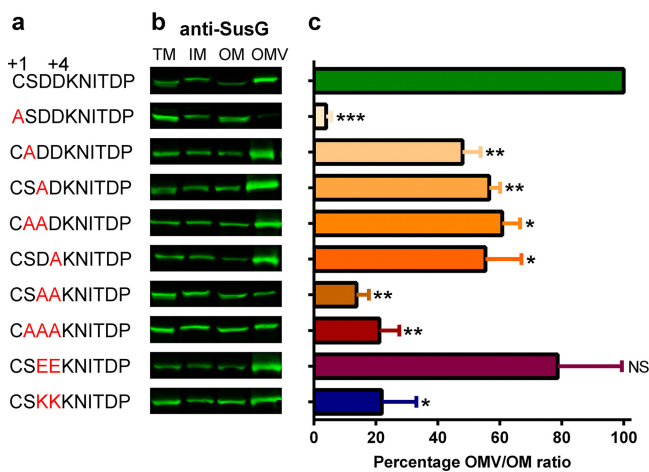 a b anti-SusG c
+1 +4 TM IM OM OMV
CSDDKNITDP
ASDDKNITDP ***
CADDKNITDP **
CSADKNITDP **
CAADKNITDP *
CSDAKNITDP *
CSAAKNITDP **
CAAAKNITDP **
CSEEKNITDP NS
CSKKKNITDP *
0 20 40 60 80 100
Percentage OMV/OM ratio